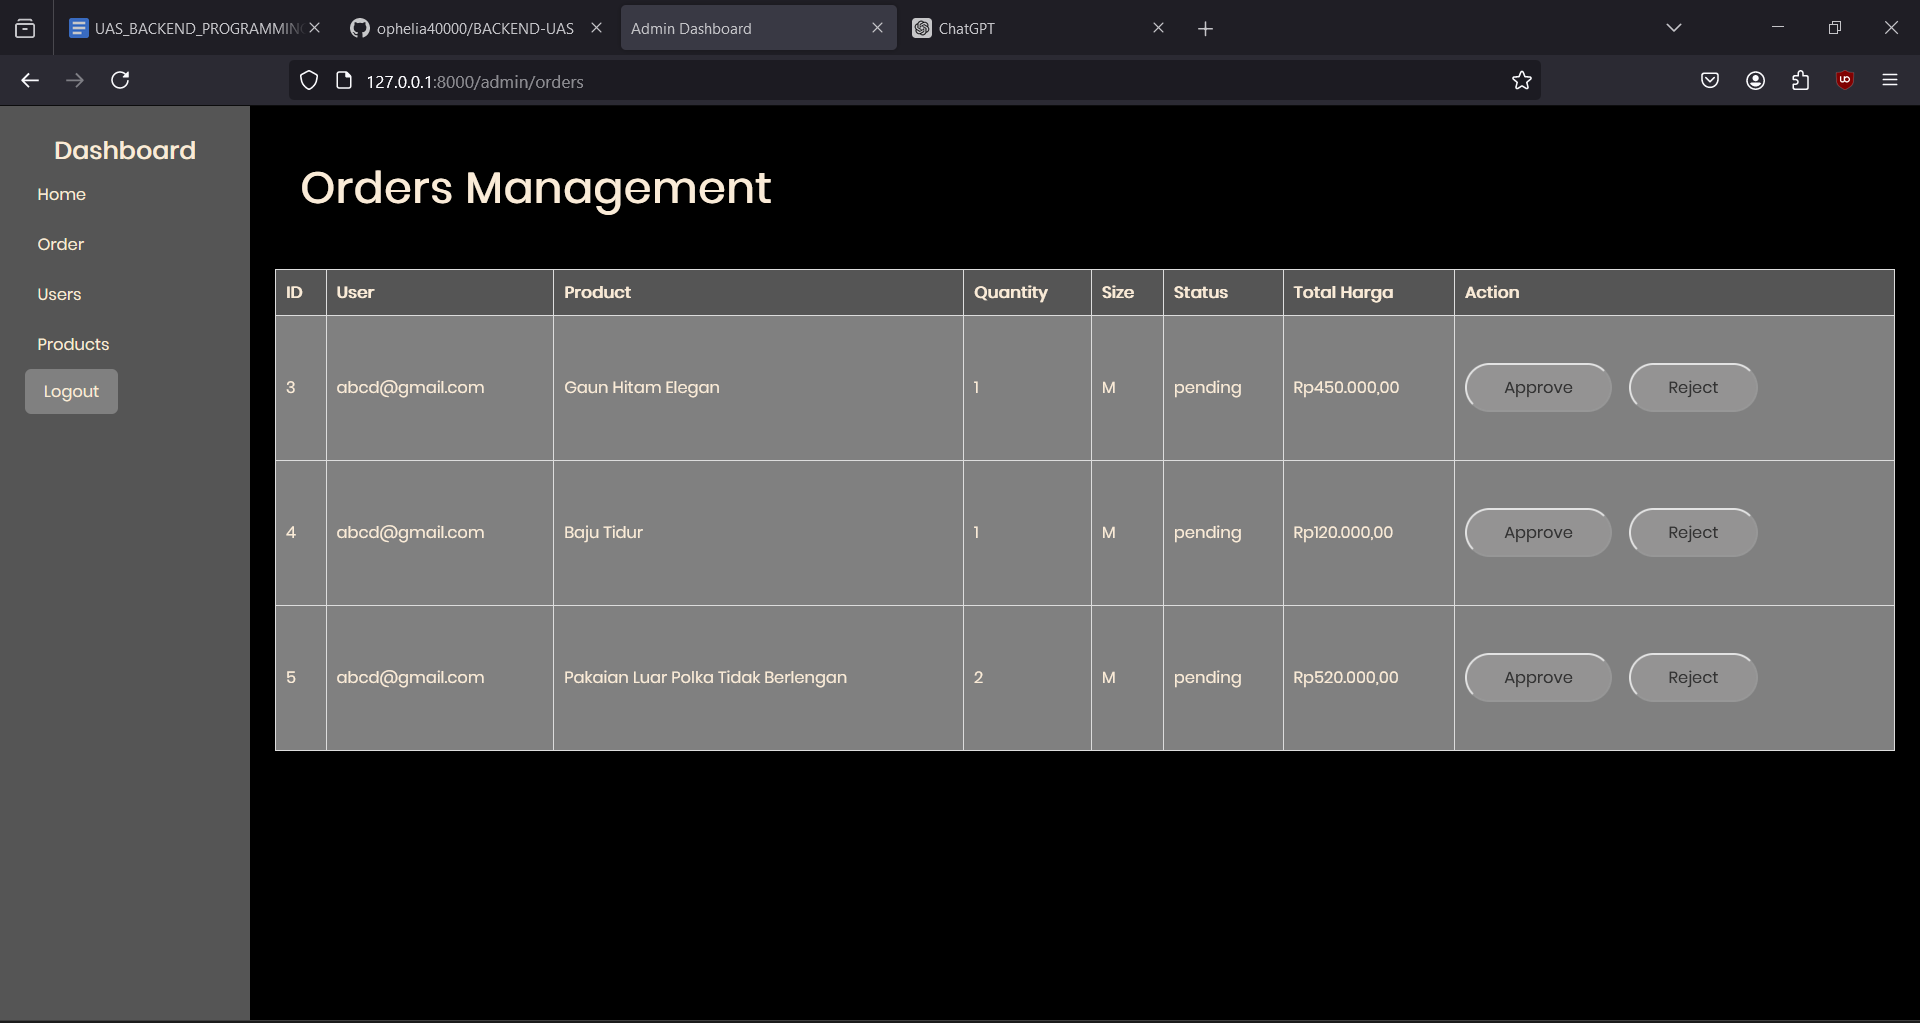 UAS_BACKEND_PROGRAMMIN
ophelia40000/BACKEND-UAS
Admin Dashboard
ChatGPT
127.0.0.1:8000/admin/orders
Dashboard
Home
Order
Users
Products
Logout
Orders Management
ID User Product Quantity Size Status Total Harga Action
3 abcd@gmail.com Gaun Hitam Elegan 1 M pending Rp450.000,00 Approve Reject
4 abcd@gmail.com Baju Tidur 1 M pending Rp120.000,00 Approve Reject
5 abcd@gmail.com Pakaian Luar Polka Tidak Berlengan 2 M pending Rp520.000,00 Approve Reject